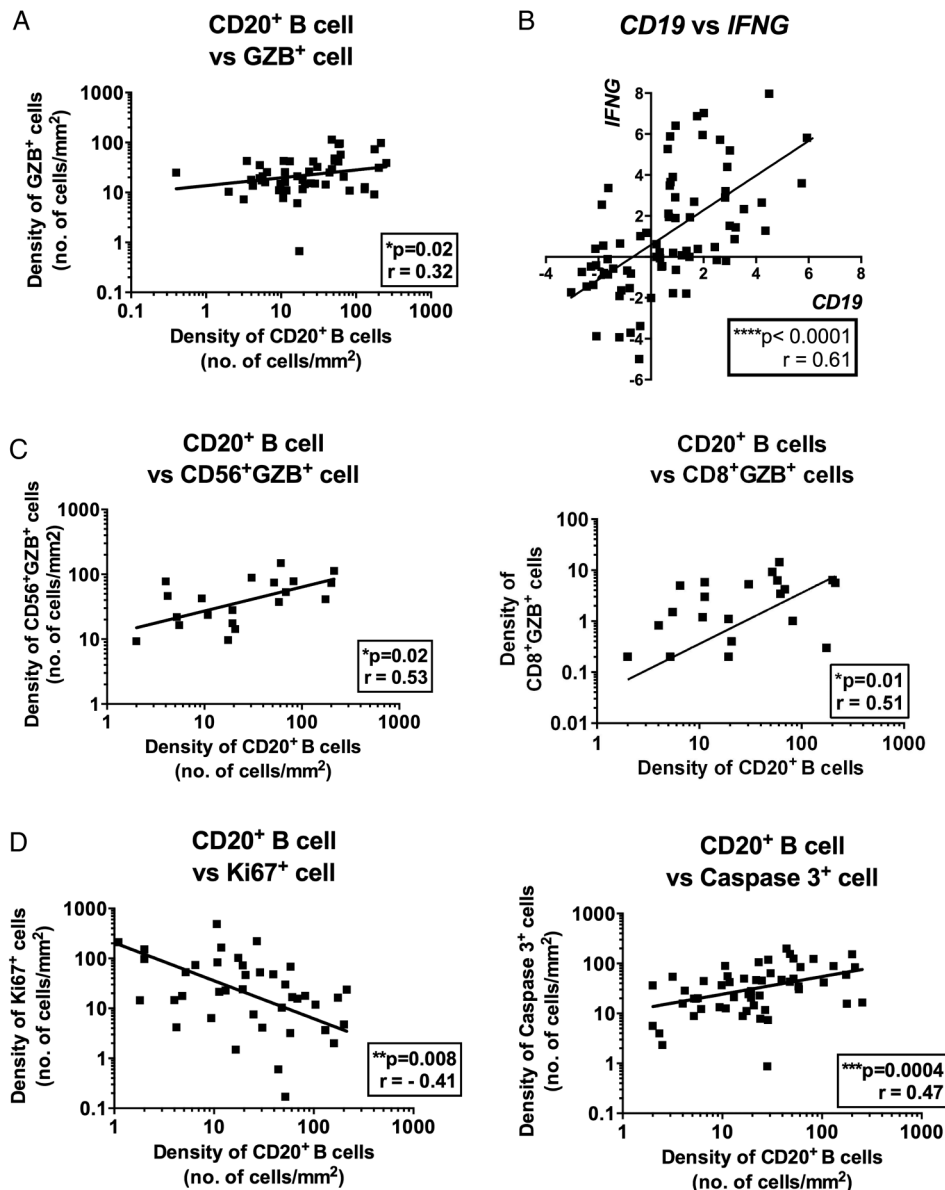 A
CD20⁺ B cell
vs GZB⁺ cell
Density of GZB⁺ cells
(no. of cells/mm²)
1000
100
10
1
0.1
0.1
1
10
100
1000
*p=0.02
r = 0.32
Density of CD20⁺ B cells
(no. of cells/mm²)
B
CD19 vs IFNG
IFNG
8
6
4
2
-4
-2
2
4
6
8
-2
-4
-6
CD19
****p< 0.0001
r = 0.61
C
CD20⁺ B cell
vs CD56⁺GZB⁺ cell
Density of CD56⁺GZB⁺ cells
(no. of cells/mm2)
1000
100
10
1
1
10
100
1000
*p=0.02
r = 0.53
Density of CD20⁺ B cells
(no. of cells/mm²)
CD20⁺ B cells
vs CD8⁺GZB⁺ cells
Density of
CD8⁺GZB⁺ cells
100
10
1
0.1
0.01
1
10
100
1000
*p=0.01
r = 0.51
Density of CD20⁺ B cells
D
CD20⁺ B cell
vs Ki67⁺ cell
Density of Ki67⁺ cells
(no. of cells/mm²)
1000
100
10
1
0.1
1
10
100
1000
**p=0.008
r = - 0.41
Density of CD20⁺ B cells
(no. of cells/mm²)
CD20⁺ B cell
vs Caspase 3⁺ cell
Density of Caspase 3⁺ cells
(no. of cells/mm²)
1000
100
10
1
0.1
1
10
100
1000
***p=0.0004
r = 0.47
Density of CD20⁺ B cells
(no. of cells/mm²)